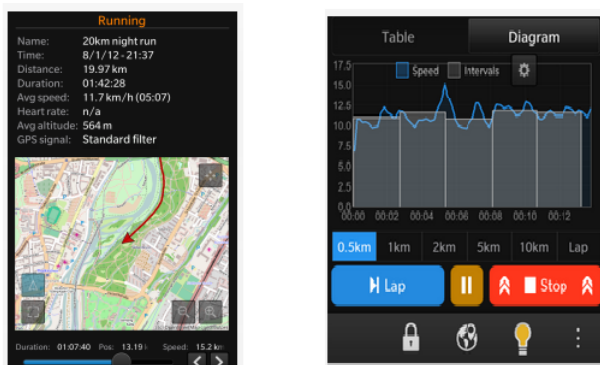 Running
Name: 20km night run
Time: 8/1/12 - 21:37
Distance: 19.97 km
Duration: 01:42:28
Avg speed: 11.7 km/h (05:07)
Heart rate: n/a
Avg altitude: 564 m
GPS signal: Standard filter
Duration: 01:07:40 Pos: 13.19 Speed: 15.2 k
Table Diagram
17.5
Speed Intervals
15.0
12.5
10.0
7.5
5.0
2.5
0.0
00:00 00:02 00:04 00:06 00:08 00:10 00:12
0.5km 1km 2km 5km 10km Lap
Lap Stop